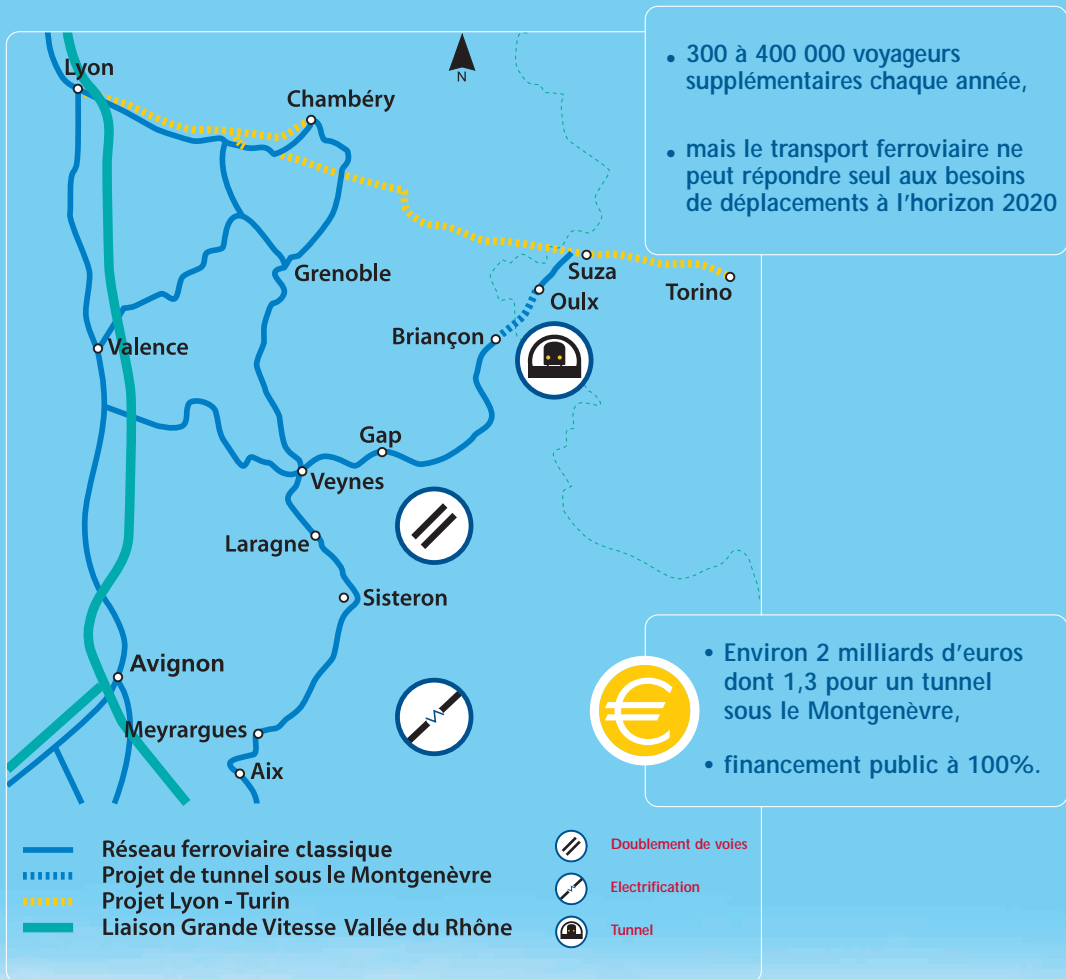 • 300 à 400 000 voyageurs
supplémentaires chaque année,
• mais le transport ferroviaire ne
peut répondre seul aux besoins
de déplacements à l'horizon 2020
Lyon
N
Chambéry
Grenoble
Suza
Torino
Oulx
Briançon
Valence
Gap
Veynes
Laragne
Sisteron
Avignon
Meyrargues
Aix
€
• Environ 2 milliards d'euros
dont 1,3 pour un tunnel
sous le Montgenèvre,
• financement public à 100%.
Réseau ferroviaire classique
Projet de tunnel sous le Montgenèvre
Projet Lyon - Turin
Liaison Grande Vitesse Vallée du Rhône
Doublement de voies
Electrification
Tunnel